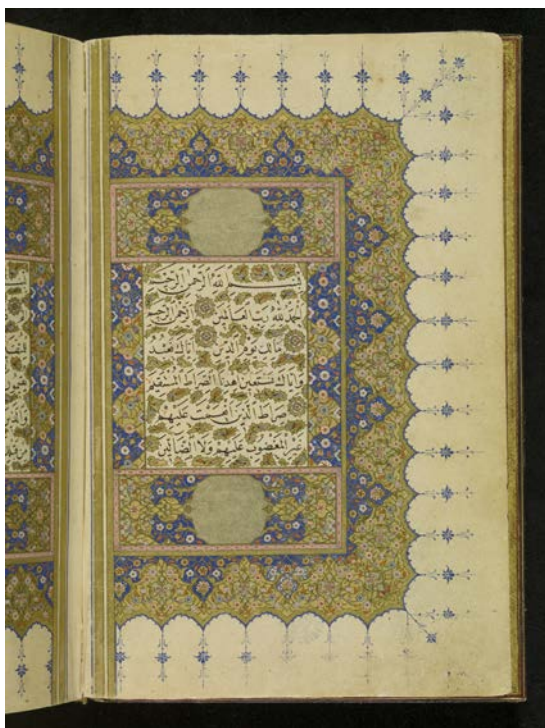 بسم الله الرحمن الرحيم
الحمد لله رب العالمين الرحمن الرحيم
مالك يوم الدين اياك نعبد
واياك نستعين اهدنا الصراط المستقيم
صراط الذين انعمت عليهم
غير المغضوب عليهم ولا الضالين